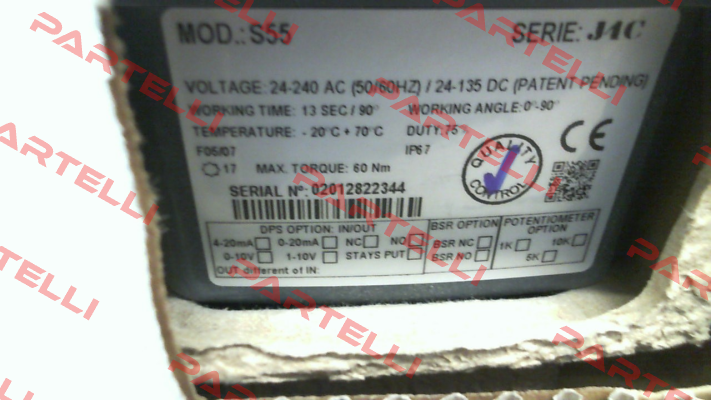 MOD.: S55 SERIE: J4C
VOLTAGE: 24-240 AC (50/60HZ) / 24-135 DC (PATENT PENDING)
WORKING TIME: 13 SEC / 90° WORKING ANGLE: 0°-90°
TEMPERATURE: - 20°C + 70°C DUTY: 75
F05/07 IP67
17 MAX. TORQUE: 60 Nm
QUALITY CONTROL
CE
SERIAL Nº: 02012822344
DPS OPTION: IN/OUT
4-20mA 0-20mA NC NO
0-10V 1-10V STAYS PUT
OUT different of IN:
BSR OPTION
BSR NC
BSR NO
POTENTIOMETER
OPTION
1K 10K
5K
PARTELLI
PARTELLI
PARTELLI
PARTELLI
PARTELLI